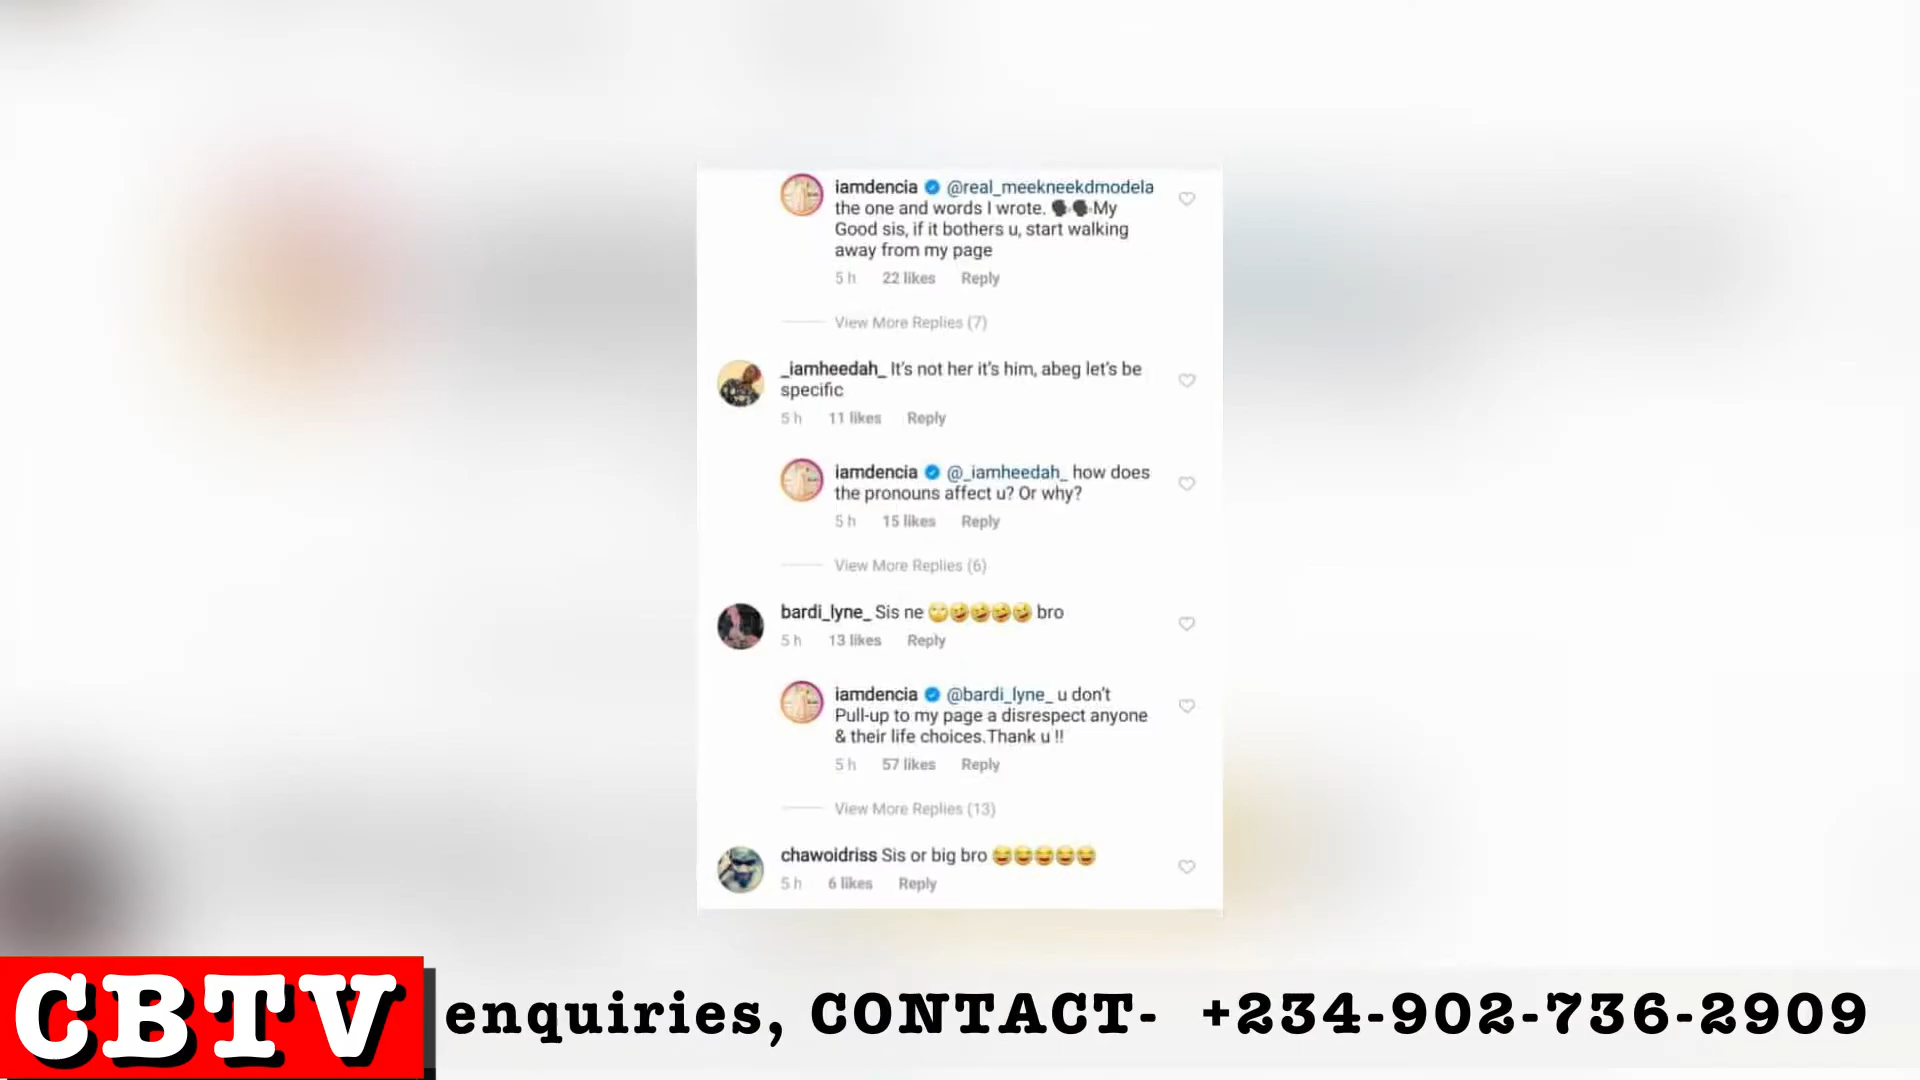 iamdencia @real_meekneekdmodela
the one and words I wrote. 🗣🗣My
Good sis, if it bothers u, start walking
away from my page
5 h 22 likes Reply
View More Replies (7)
_iamheedah_ It's not her it's him, abeg let's be
specific
5 h 11 likes Reply
iamdencia @_iamheedah_ how does
the pronouns affect u? Or why?
5 h 15 likes Reply
View More Replies (6)
bardi_lyne_ Sis ne 🙄🤣🤣🤣🤣 bro
5 h 13 likes Reply
iamdencia @bardi_lyne_ u don't
Pull-up to my page a disrespect anyone
& their life choices.Thank u !!
5 h 57 likes Reply
View More Replies (13)
chawoidriss Sis or big bro 😂😂😂😂😂
5 h 6 likes Reply
CBTV enquiries, CONTACT- +234-902-736-2909